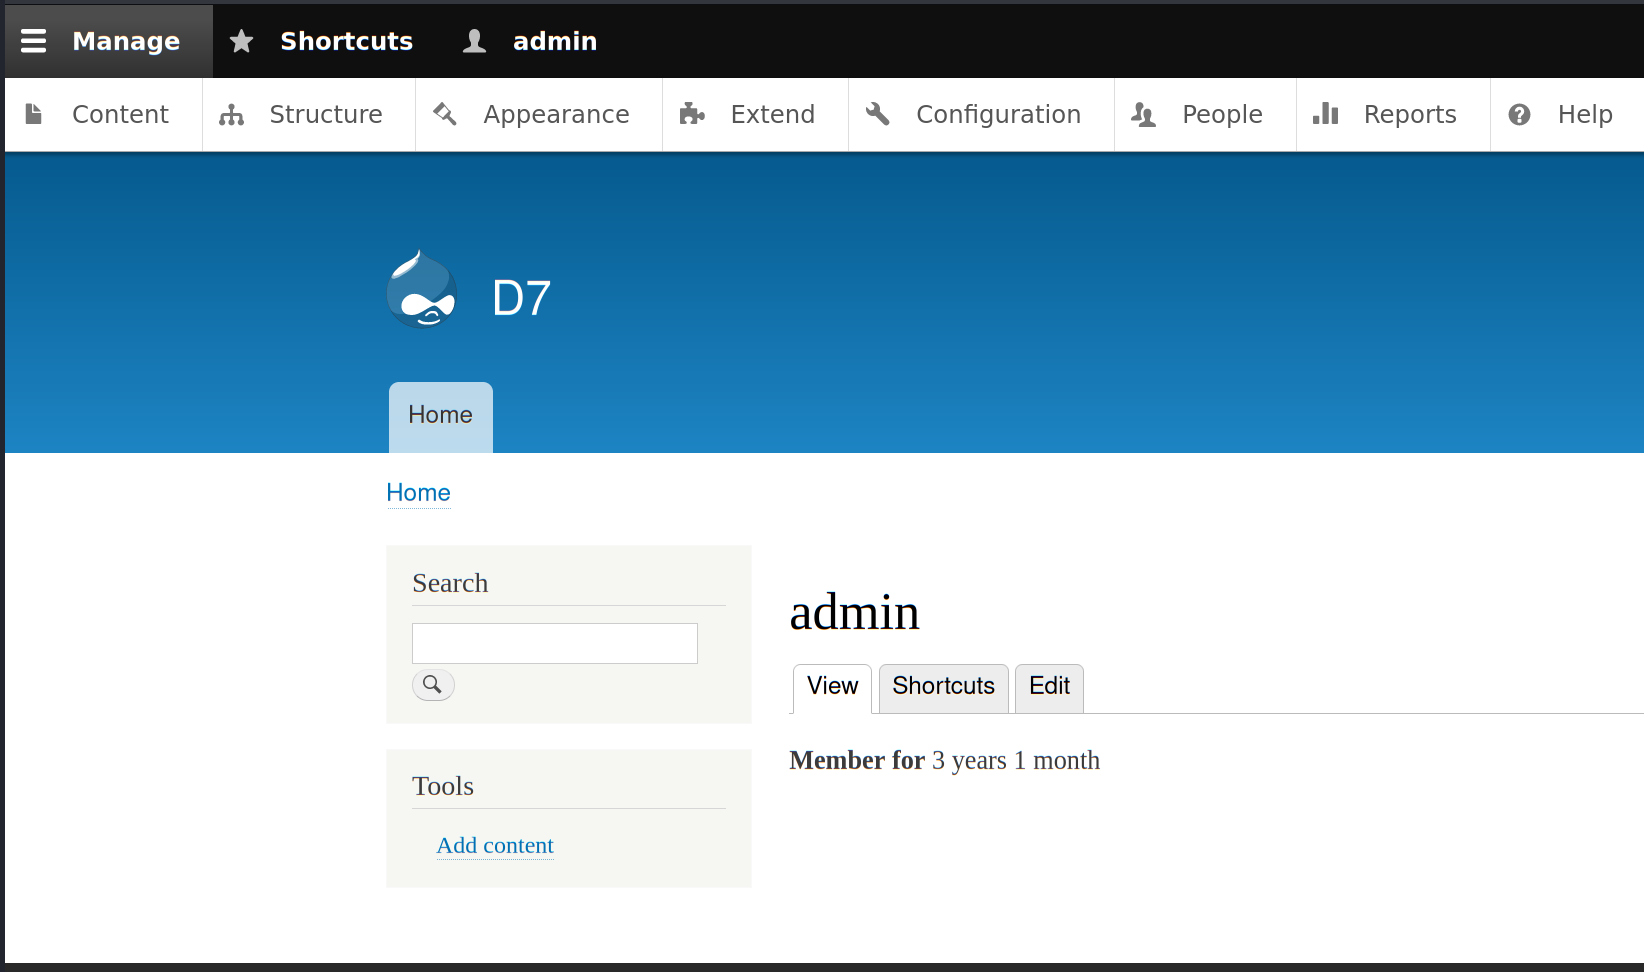 Manage Shortcuts admin
Content Structure Appearance Extend Configuration People Reports Help
D7
Home
Home
Search
admin
View Shortcuts Edit
Member for 3 years 1 month
Tools
Add content